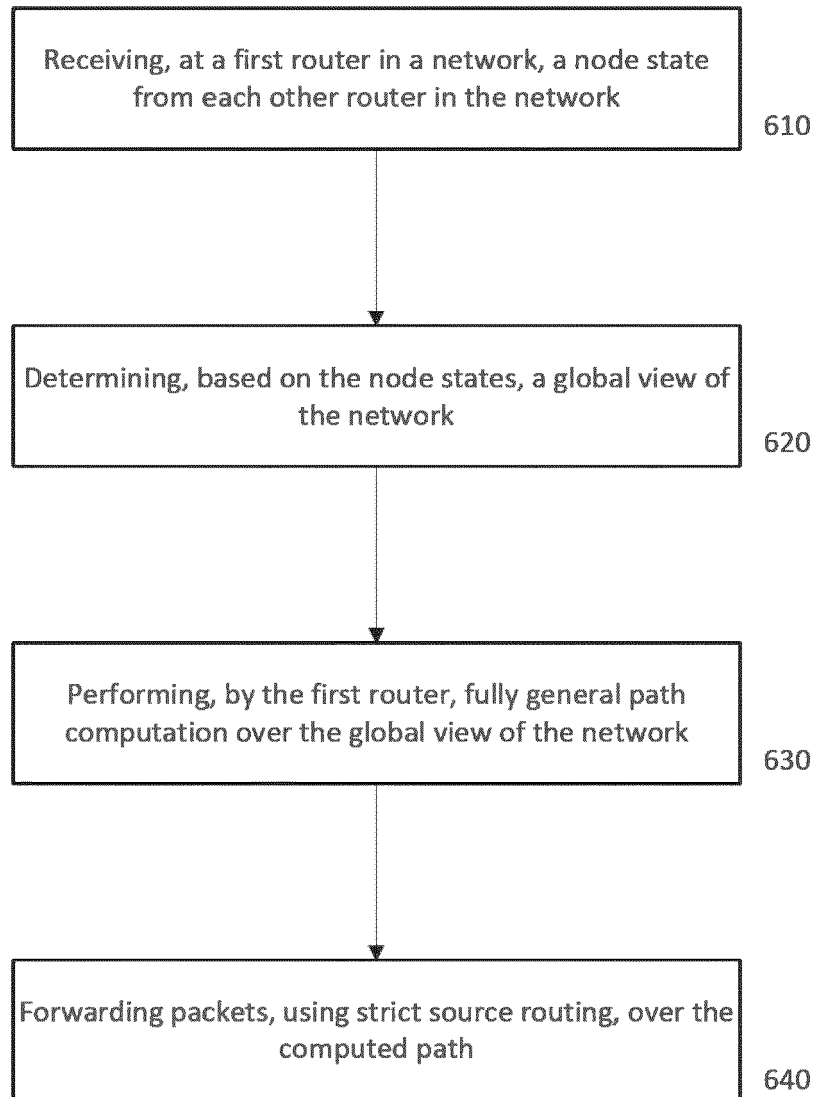 Receiving, at a first router in a network, a node state
from each other router in the network
610
Determining, based on the node states, a global view of
the network
620
Performing, by the first router, fully general path
computation over the global view of the network
630
Forwarding packets, using strict source routing, over the
computed path
640